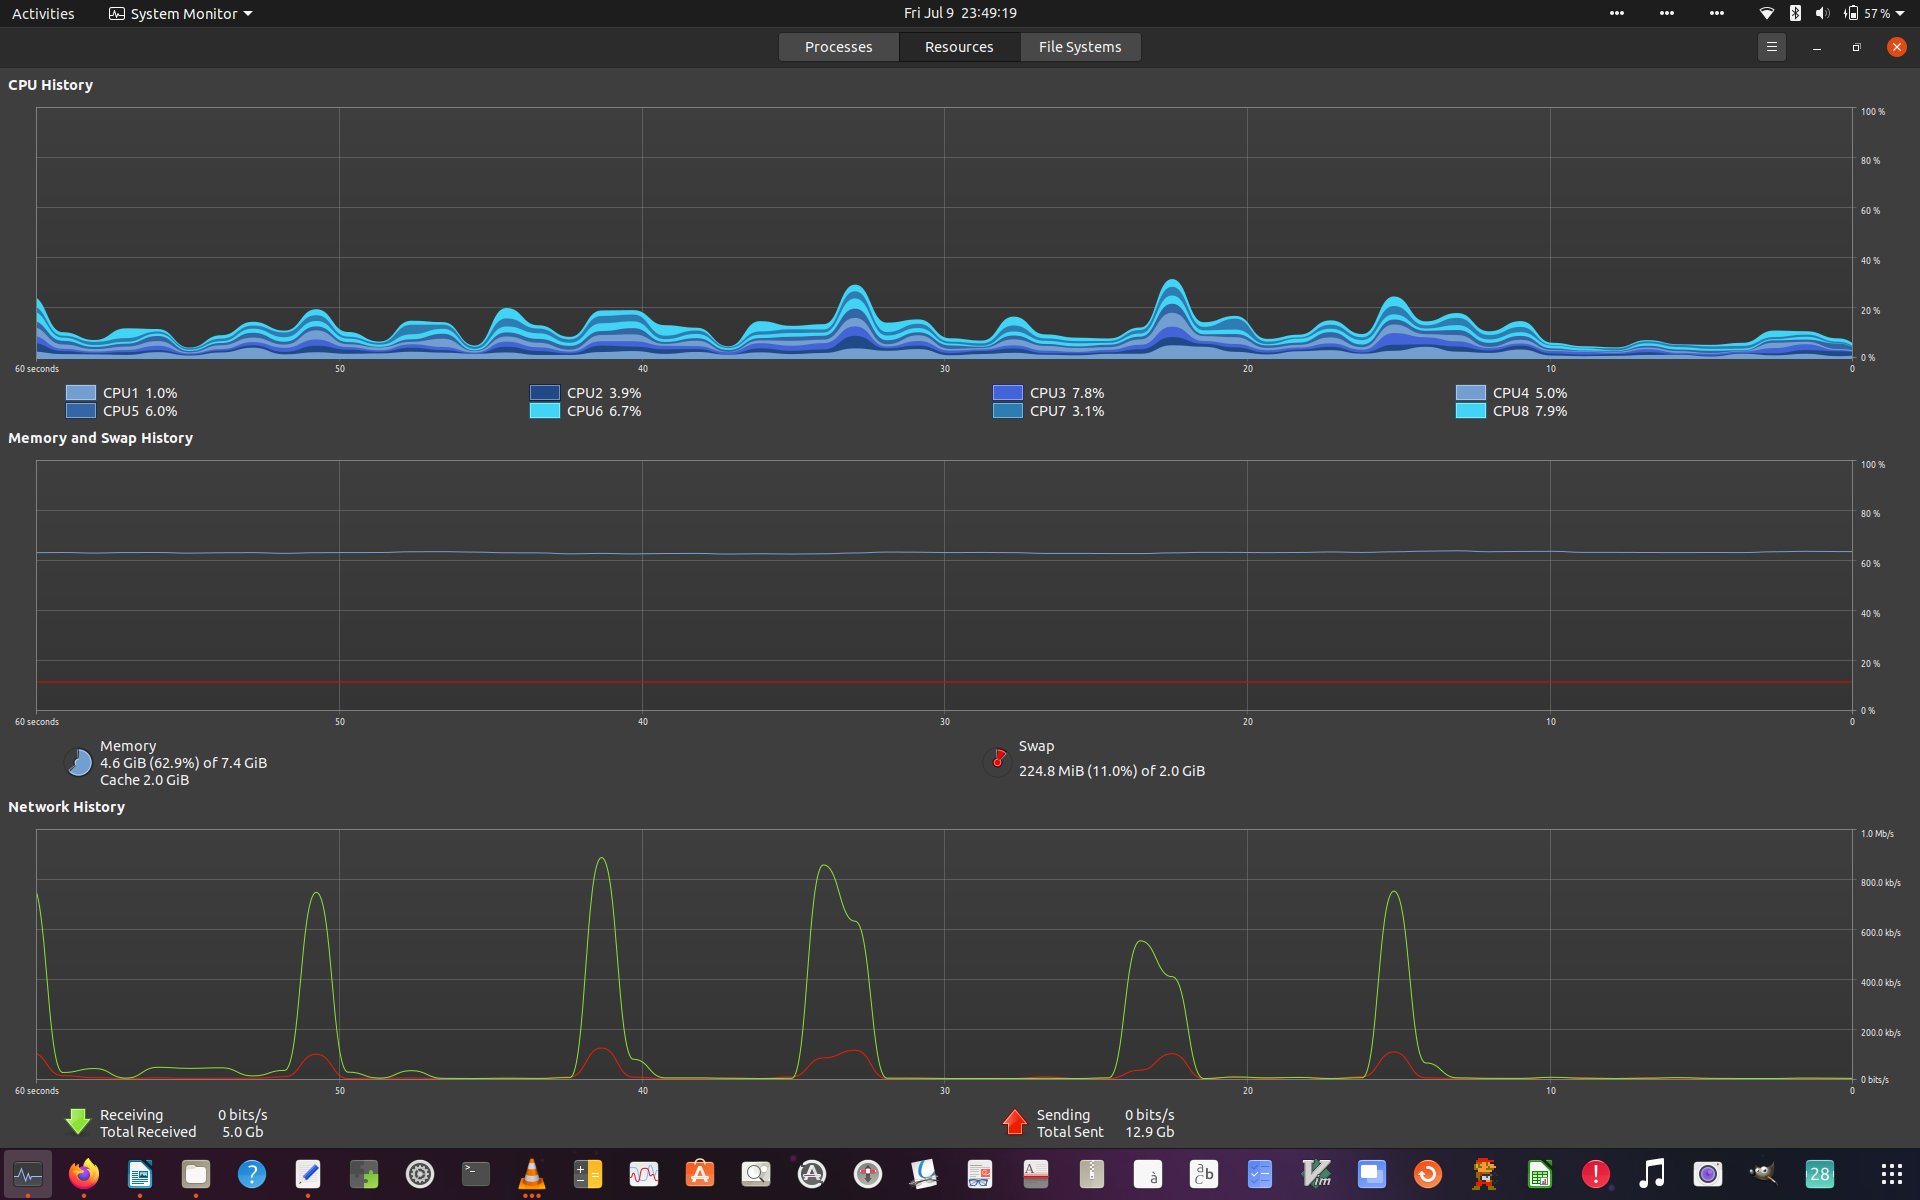 Activities System Monitor Fri Jul 9 23:49:19 57 %
Processes Resources File Systems
CPU History
100 %
80 %
60 %
40 %
20 %
0 %
60 seconds 50 40 30 20 10 0
CPU1 1.0% CPU2 3.9% CPU3 7.8% CPU4 5.0%
CPU5 6.0% CPU6 6.7% CPU7 3.1% CPU8 7.9%
Memory and Swap History
100 %
80 %
60 %
40 %
20 %
0 %
60 seconds 50 40 30 20 10 0
Memory
4.6 GiB (62.9%) of 7.4 GiB
Cache 2.0 GiB
Swap
224.8 MiB (11.0%) of 2.0 GiB
Network History
1.0 Mb/s
800.0 kb/s
600.0 kb/s
400.0 kb/s
200.0 kb/s
0 bits/s
60 seconds 50 40 30 20 10 0
Receiving 0 bits/s
Total Received 5.0 Gb
Sending 0 bits/s
Total Sent 12.9 Gb
? >_ A à a b c Vim ! 28